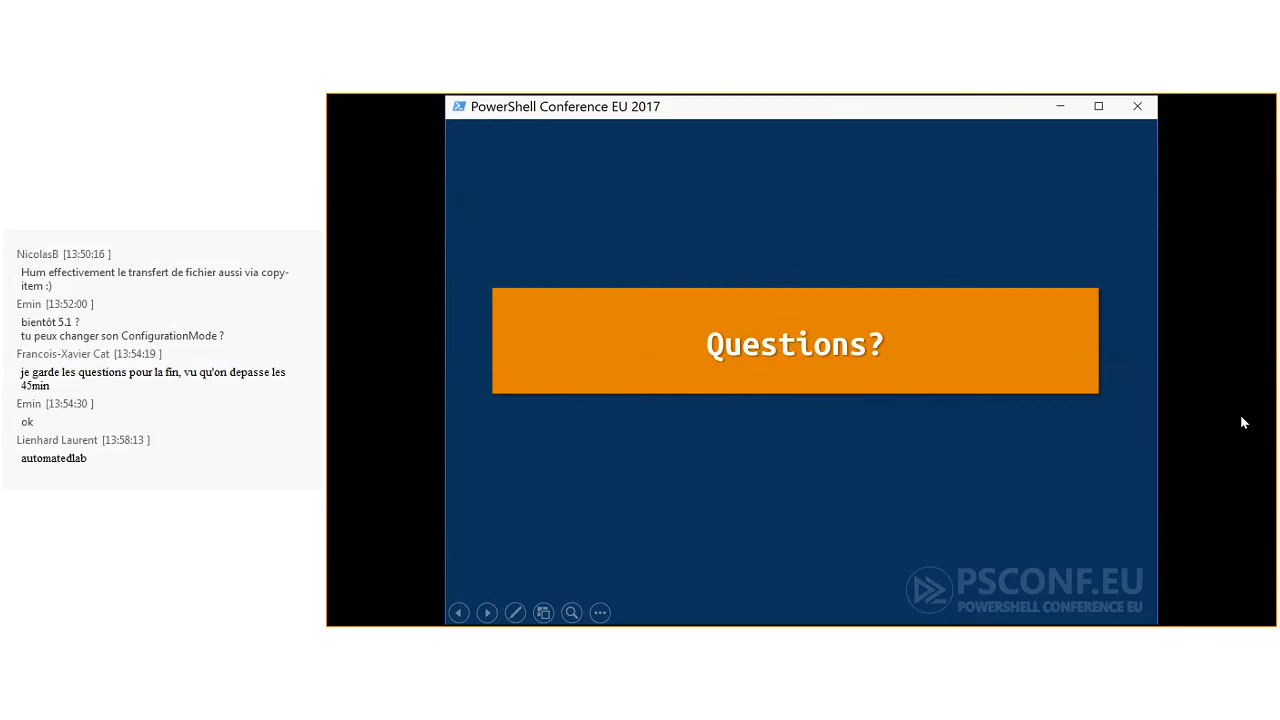 NicolasB [13:50:16 ]
Hum effectivement le transfert de fichier aussi via copy-
item :)
Emin [13:52:00 ]
bientôt 5.1 ?
tu peux changer son ConfigurationMode ?
Francois-Xavier Cat [13:54:19 ]
je garde les questions pour la fin, vu qu'on depasse les
45min
Emin [13:54:30 ]
ok
Lienhard Laurent [13:58:13 ]
automatedlab
PowerShell Conference EU 2017
Questions?
PSCONF.EU
POWERSHELL CONFERENCE EU